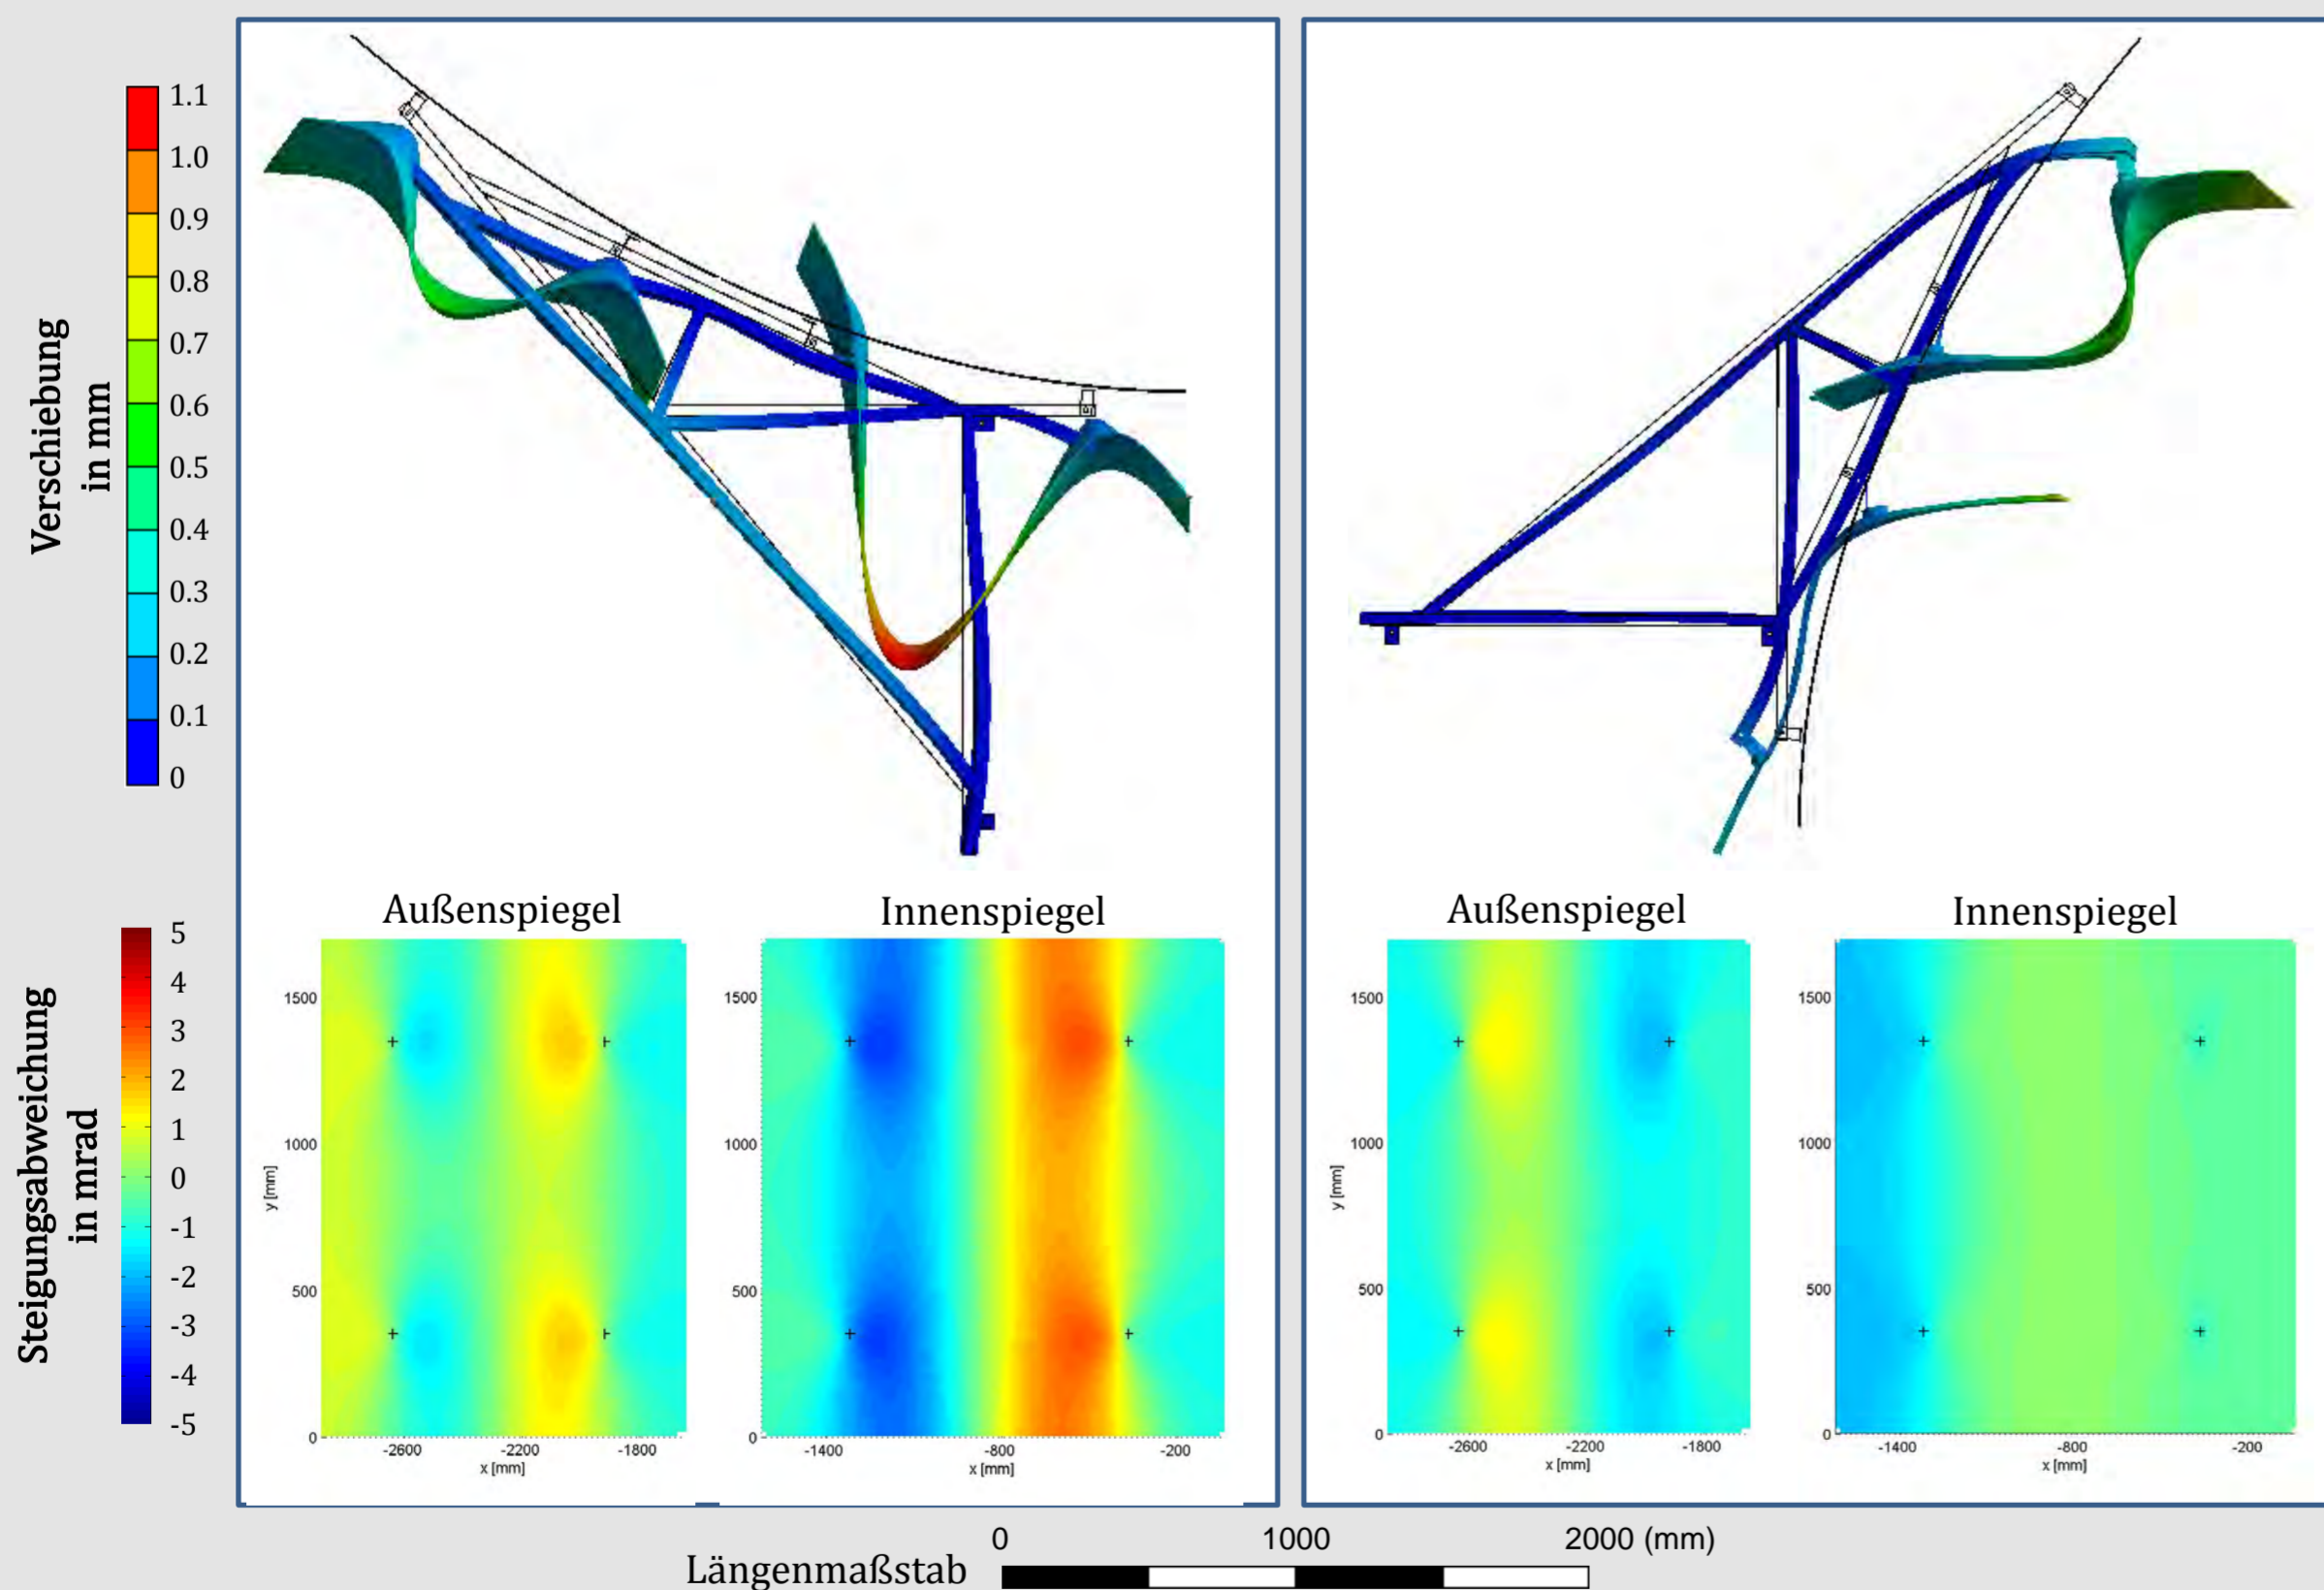 Verschiebung
in mm
1.1
1.0
0.9
0.8
0.7
0.6
0.5
0.4
0.3
0.2
0.1
0
Steigungsabweichung
in mrad
5
4
3
2
1
0
-1
-2
-3
-4
-5
Außenspiegel
1500
1000
500
0
y [mm]
-2600 -2200 -1800
x [mm]
Innenspiegel
1500
1000
500
0
-1400 -800 -200
x [mm]
Außenspiegel
1500
1000
500
0
y [mm]
-2600 -2200 -1800
x [mm]
Innenspiegel
1500
1000
500
0
-1400 -800 -200
x [mm]
0 1000 2000 (mm)
Längenmaßstab